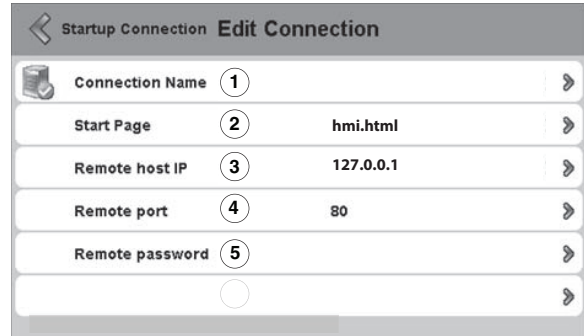 Startup Connection Edit Connection
Connection Name 1
Start Page 2 hmi.html
Remote host IP 3 127.0.0.1
Remote port 4 80
Remote password 5